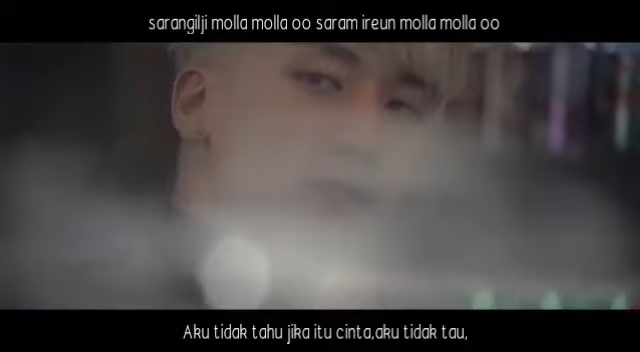 sarangilji molla molla oo saram ireun molla molla oo
Aku tidak tahu jika itu cinta,aku tidak tau,